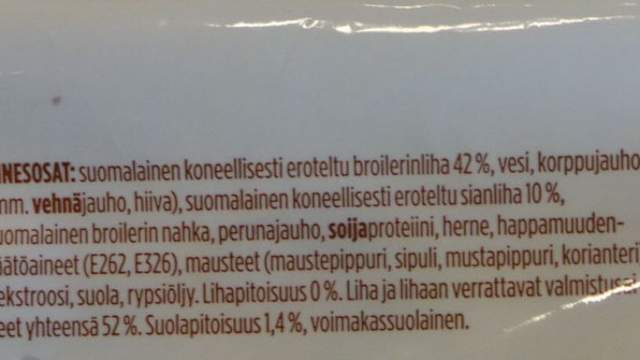 NESOSAT: suomalainen koneellisesti eroteltu broilerinliha 42 %, vesi, korppujauho
mm. vehnäjauho, hiiva), suomalainen koneellisesti eroteltu sianliha 10 %,
uomalainen broilerin nahka, perunajauho, soijaproteiini, herne, happamuuden-
äätöaineet (E262, E326), mausteet (maustepippuri, sipuli, mustapippuri, korianteri
ekstroosi, suola, rypsiöljy. Lihapitoisuus 0 %. Liha ja lihaan verrattavat valmistusai
eet yhteensä 52 %. Suolapitoisuus 1,4 %, voimakassuolainen.